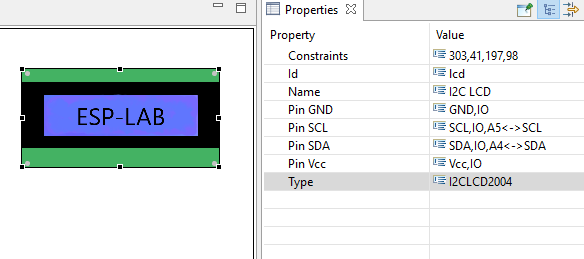 Properties
Property Value
Constraints 303,41,197,98
Id lcd
Name I2C LCD
Pin GND GND,IO
Pin SCL SCL,IO,A5<->SCL
Pin SDA SDA,IO,A4<->SDA
Pin Vcc Vcc,IO
Type I2CLCD2004
ESP-LAB